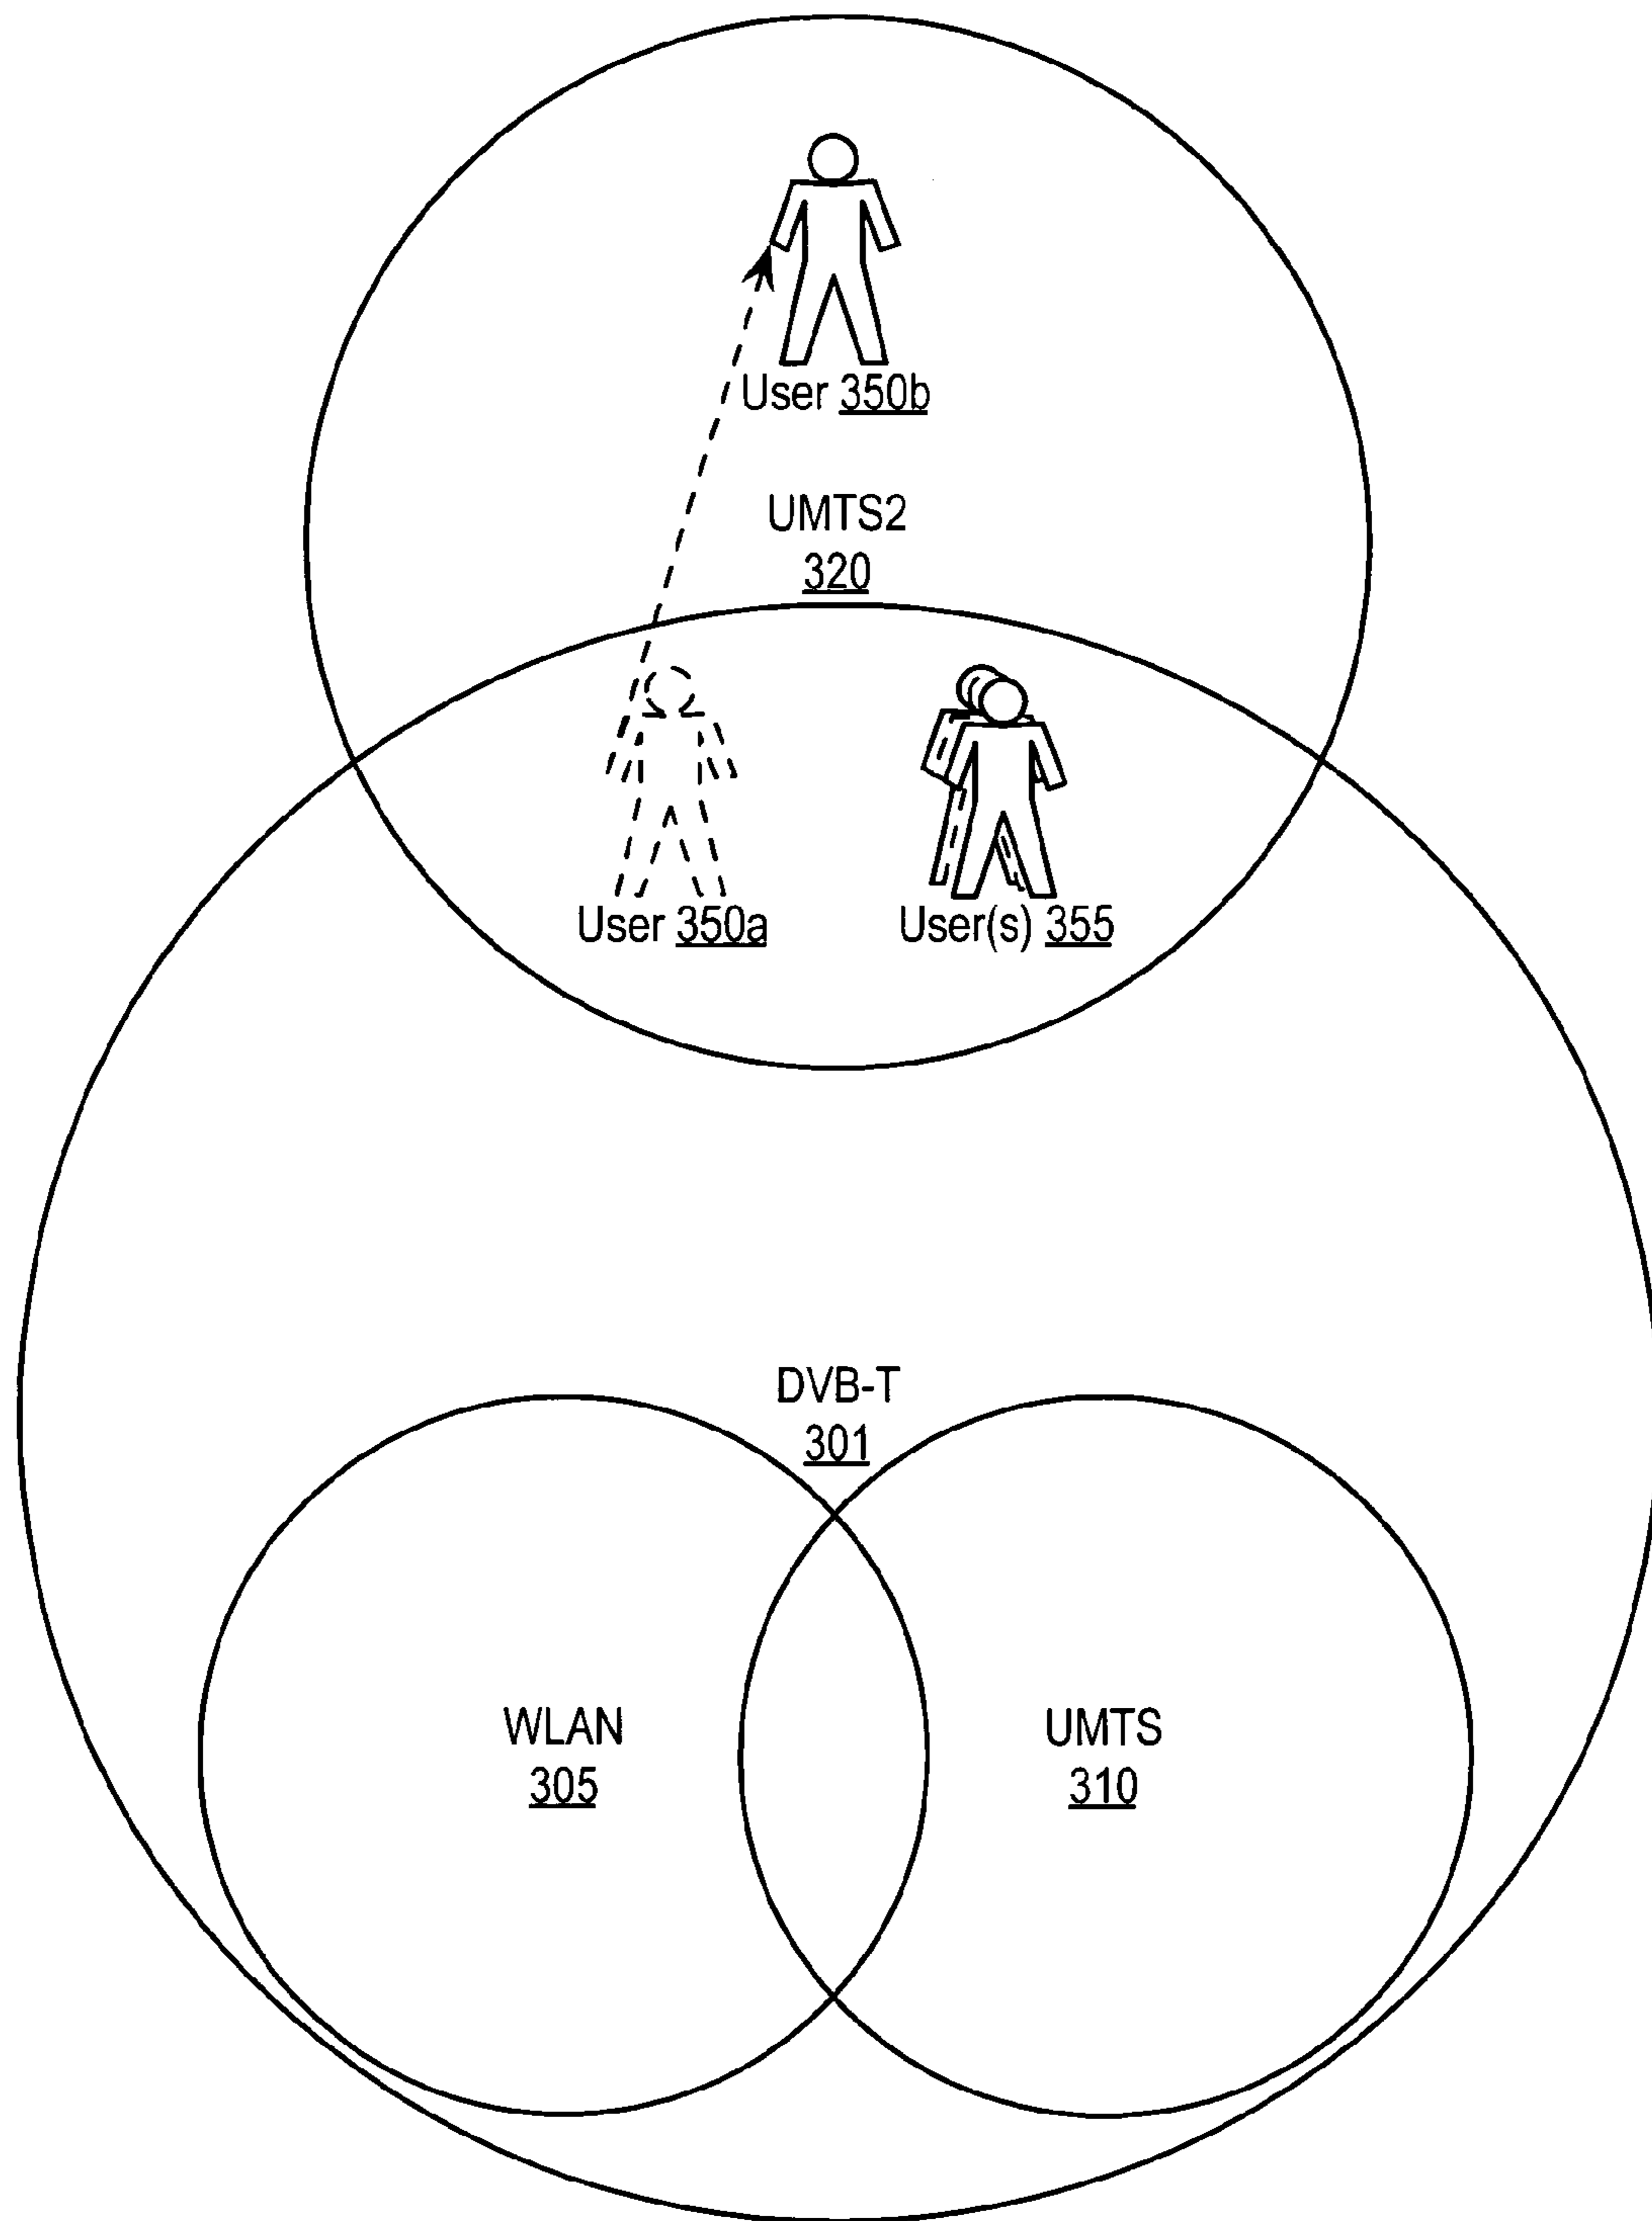 User 350b
UMTS2
320
User 350a
User(s) 355
DVB-T
301
WLAN
305
UMTS
310